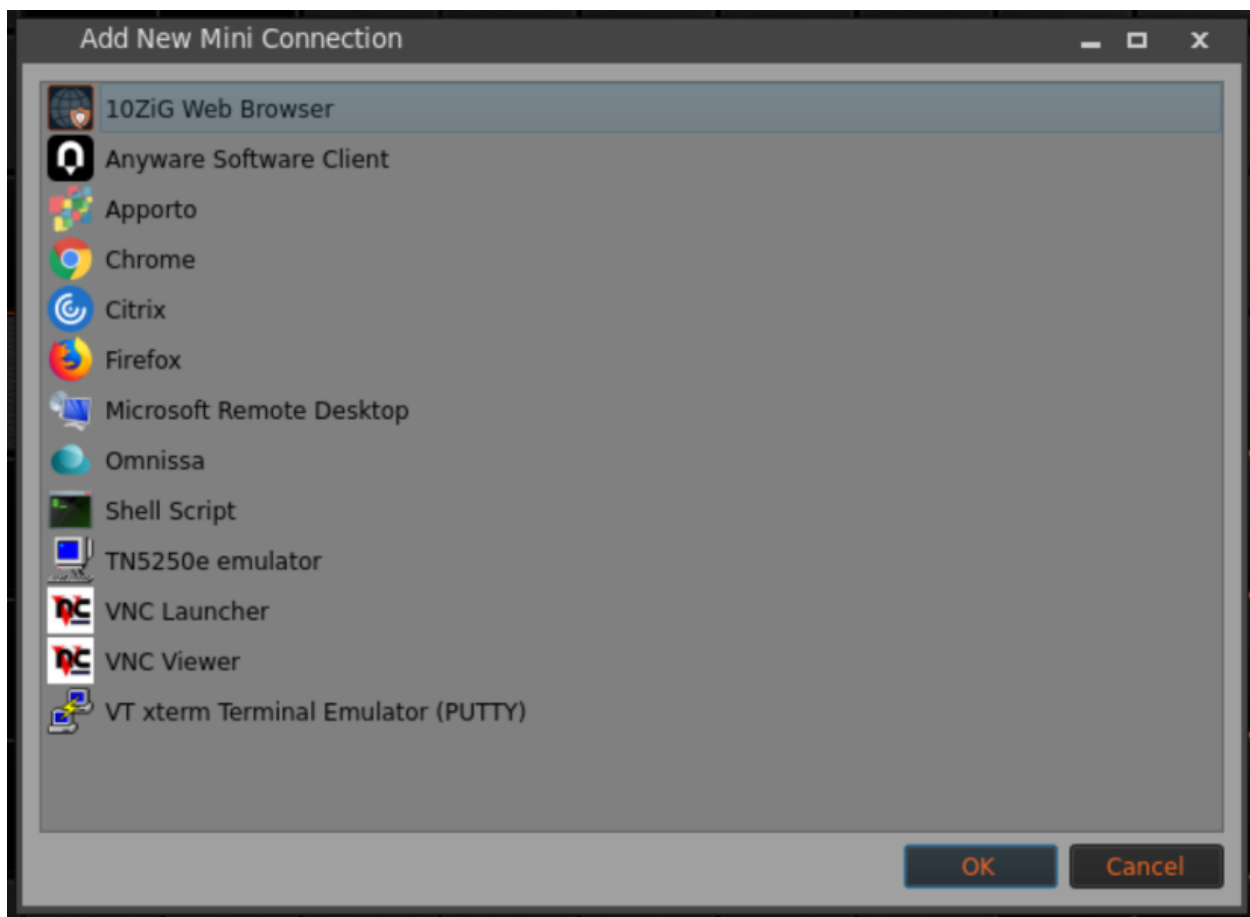 Add New Mini Connection
10ZiG Web Browser
Anyware Software Client
Apporto
Chrome
Citrix
Firefox
Microsoft Remote Desktop
Omnissa
Shell Script
TN5250e emulator
VNC Launcher
VNC Viewer
VT xterm Terminal Emulator (PUTTY)
OK Cancel